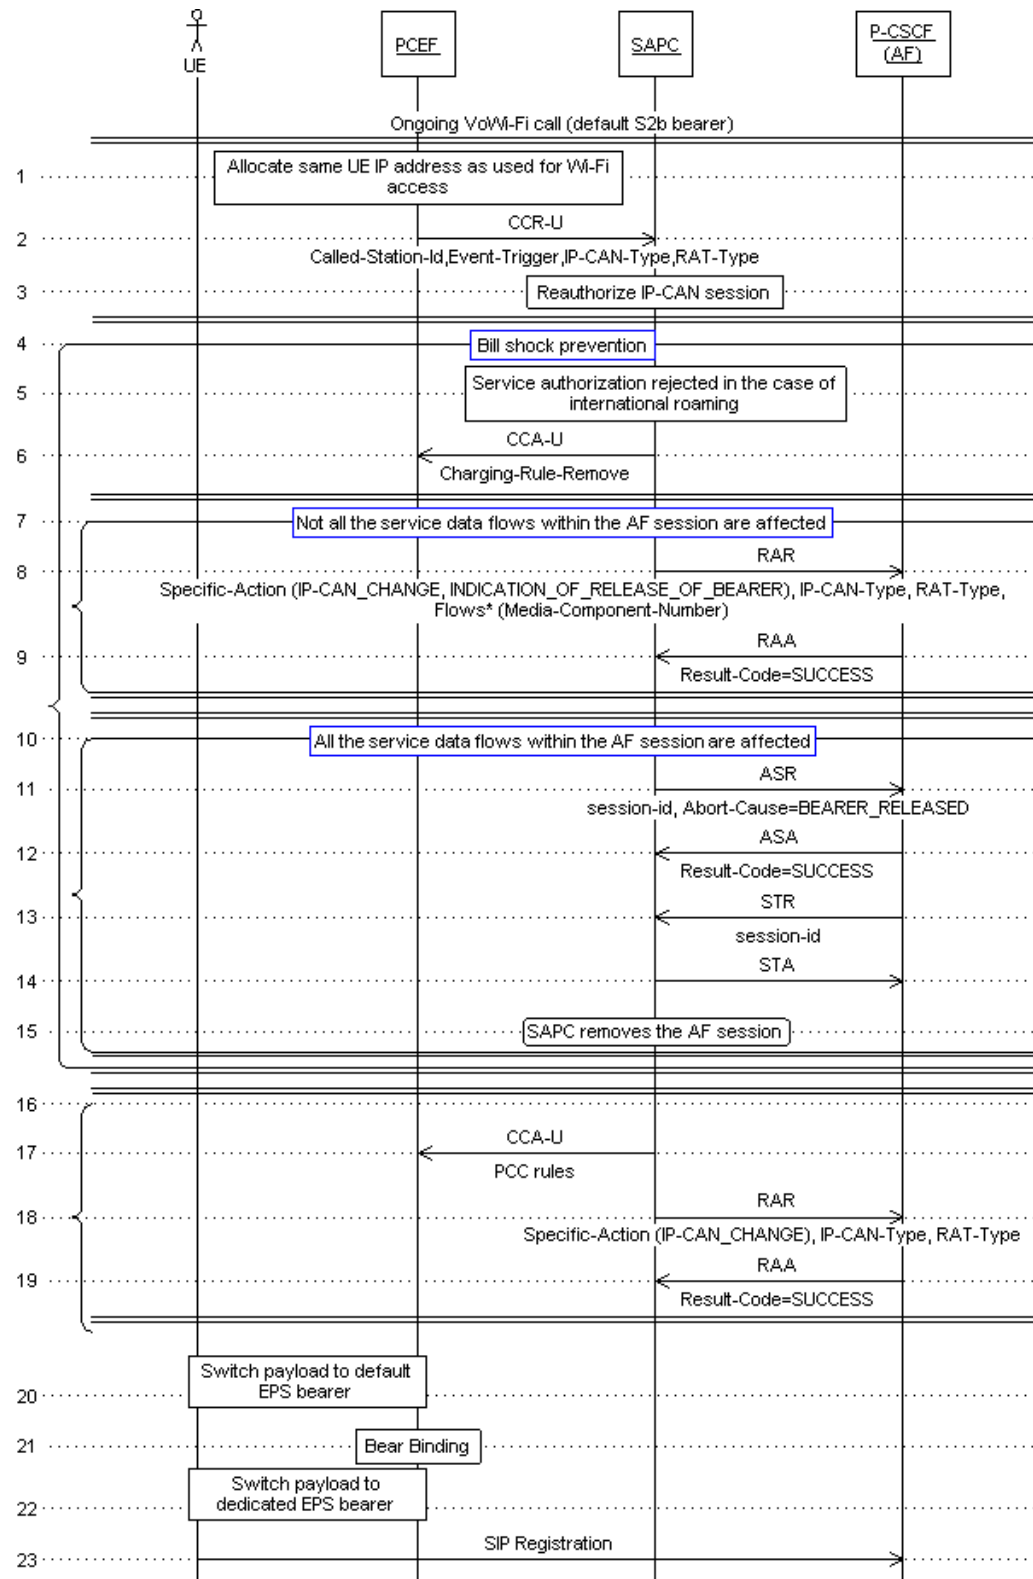 UE
PCEF
SAPC
P-CSCF
(AF)
Ongoing VoWi-Fi call (default S2b bearer)
1
Allocate same UE IP address as used for Wi-Fi
access
CCR-U
2
Called-Station-Id,Event-Trigger,IP-CAN-Type,RAT-Type
3
Reauthorize IP-CAN session
4
Bill shock prevention
5
Service authorization rejected in the case of
international roaming
CCA-U
6
Charging-Rule-Remove
7
Not all the service data flows within the AF session are affected
RAR
8
Specific-Action (IP-CAN_CHANGE, INDICATION_OF_RELEASE_OF_BEARER), IP-CAN-Type, RAT-Type,
Flows* (Media-Component-Number)
RAA
9
Result-Code=SUCCESS
10
All the service data flows within the AF session are affected
ASR
11
session-id, Abort-Cause=BEARER_RELEASED
ASA
12
Result-Code=SUCCESS
STR
13
session-id
STA
14
15
SAPC removes the AF session
16
CCA-U
17
PCC rules
RAR
18
Specific-Action (IP-CAN_CHANGE), IP-CAN-Type, RAT-Type
RAA
19
Result-Code=SUCCESS
Switch payload to default
EPS bearer
20
21
Bear Binding
Switch payload to
dedicated EPS bearer
22
SIP Registration
23